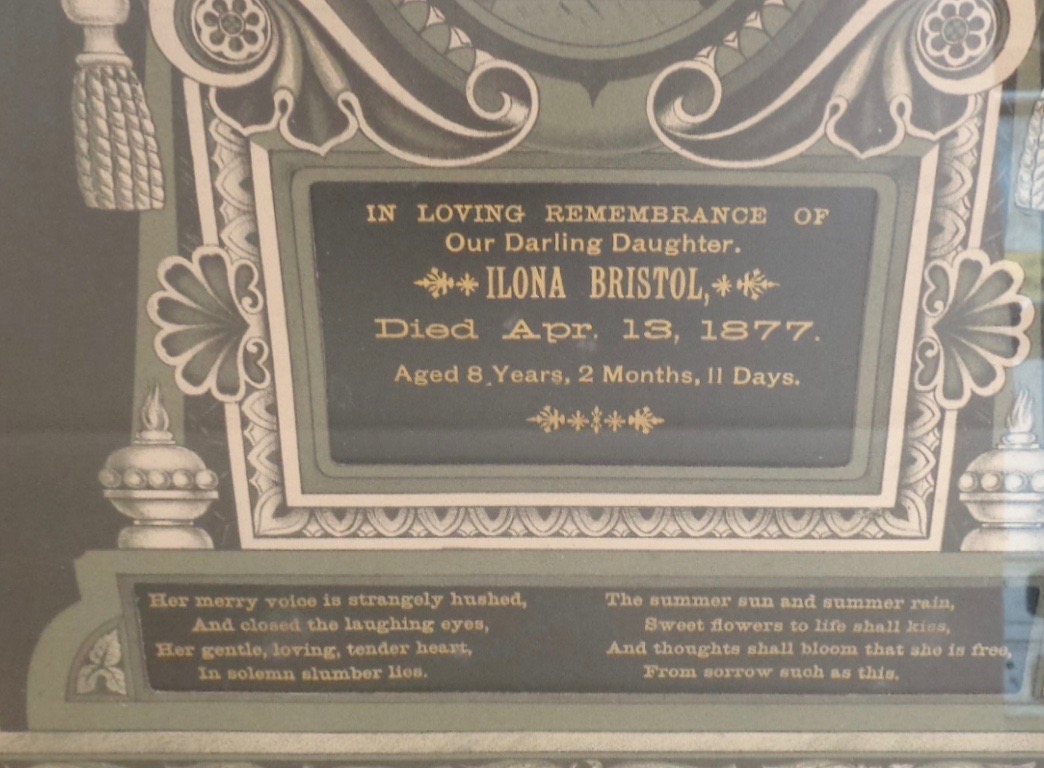 IN LOVING REMEMBRANCE OF
Our Darling Daughter.
ILONA BRISTOL,
Died Apr. 13, 1877.
Aged 8 Years, 2 Months, 11 Days.
Her merry voice is strangely hushed,
And closed the laughing eyes,
Her gentle, loving, tender heart,
In solemn slumber lies.
The summer sun and summer rain,
Sweet flowers to life shall kiss,
And thoughts shall bloom that she is free,
From sorrow such as this.